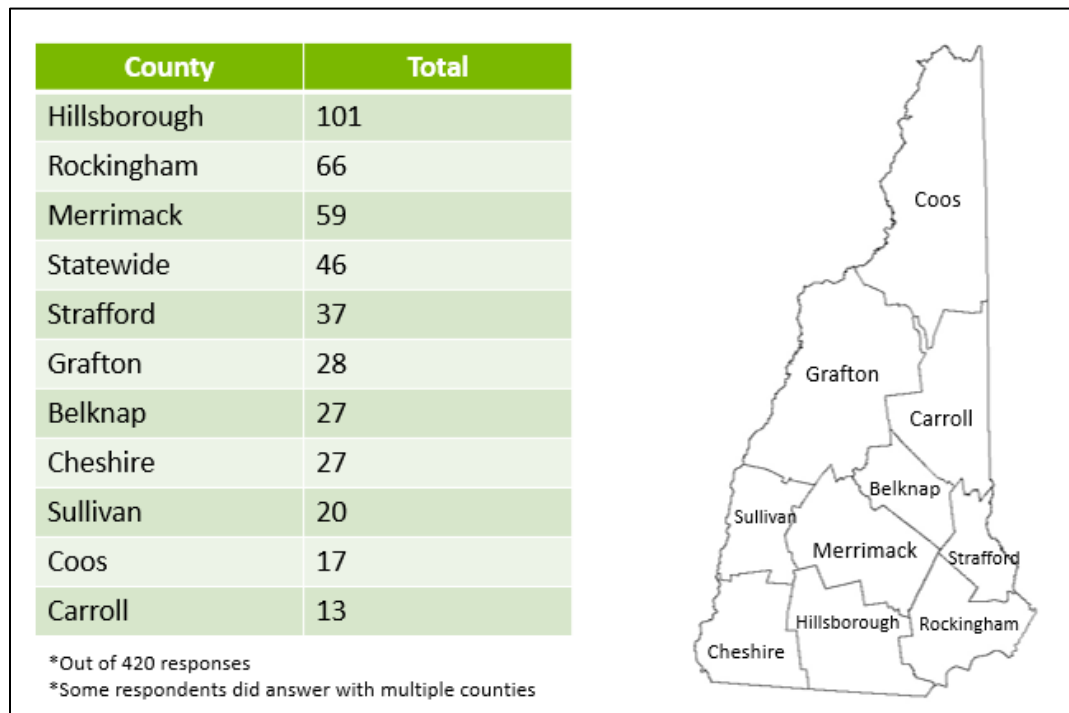 County Total
Hillsborough 101
Rockingham 66
Merrimack 59
Statewide 46
Strafford 37
Grafton 28
Belknap 27
Cheshire 27
Sullivan 20
Coos 17
Carroll 13
*Out of 420 responses
*Some respondents did answer with multiple counties
Coos
Grafton
Carroll
Belknap
Sullivan
Merrimack
Strafford
Hillsborough
Rockingham
Cheshire